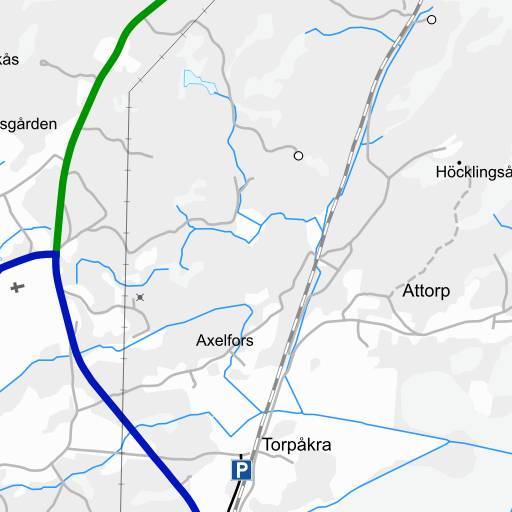 kås
sgården
Höcklingså
Attorp
Axelfors
Torpåkra
P